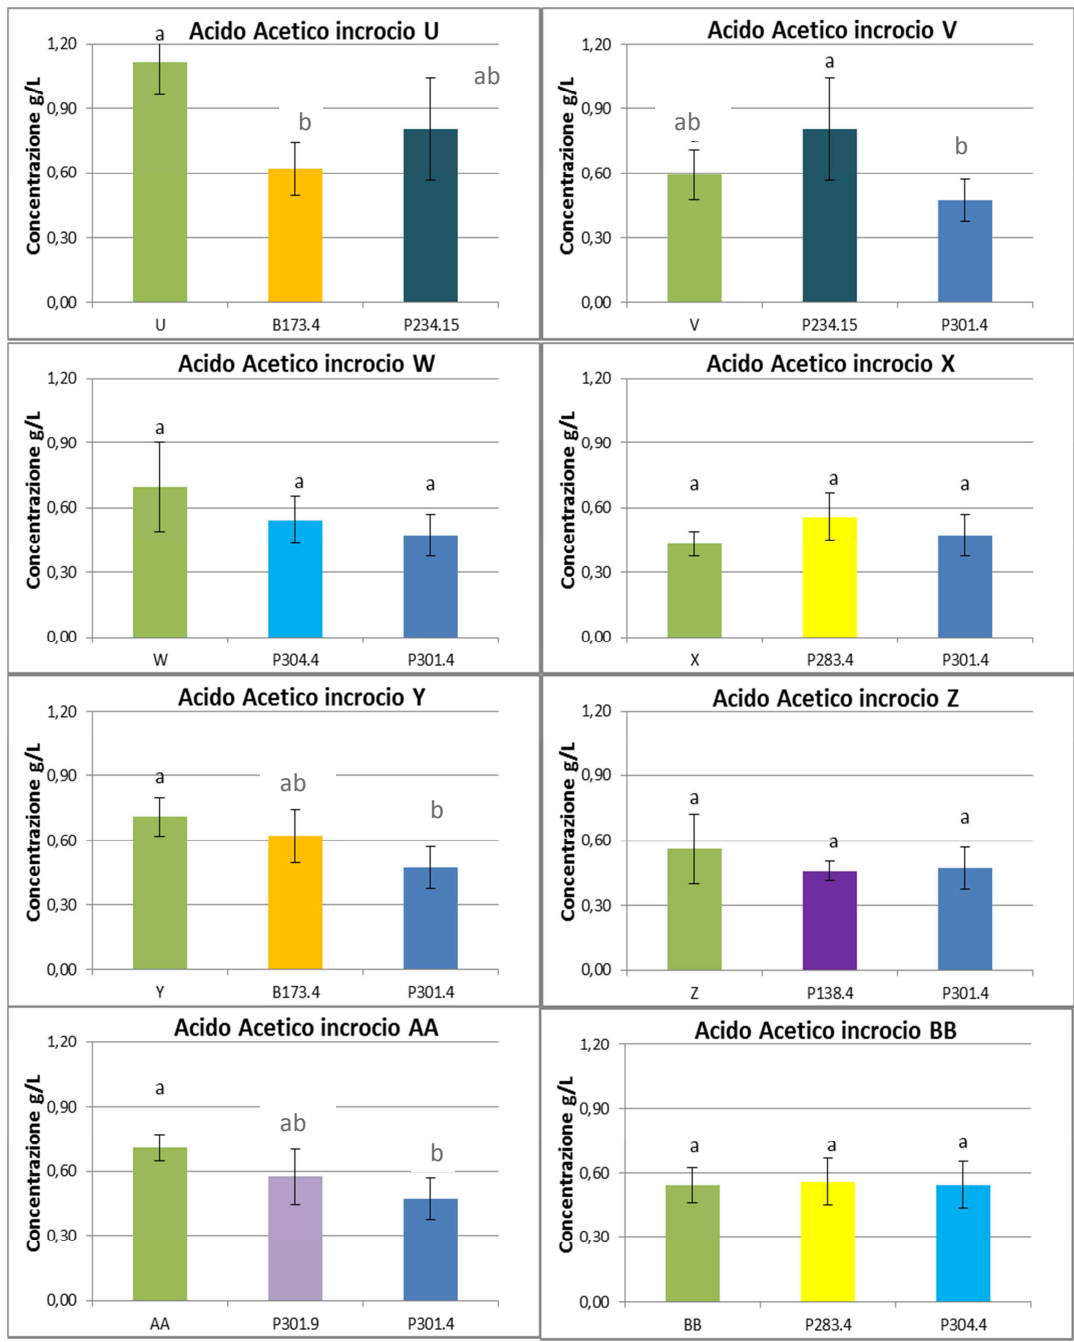 Acido Acetico incrocio U
Concentrazione g/L
1,20
0,90
0,60
0,30
0,00
a
b
ab
U B173.4 P234.15
Acido Acetico incrocio V
Concentrazione g/L
1,20
0,90
0,60
0,30
0,00
ab
a
b
V P234.15 P301.4
Acido Acetico incrocio W
Concentrazione g/L
1,20
0,90
0,60
0,30
0,00
a
a
a
W P304.4 P301.4
Acido Acetico incrocio X
Concentrazione g/L
1,20
0,90
0,60
0,30
0,00
a
a
a
X P283.4 P301.4
Acido Acetico incrocio Y
Concentrazione g/L
1,20
0,90
0,60
0,30
0,00
a
ab
b
Y B173.4 P301.4
Acido Acetico incrocio Z
Concentrazione g/L
1,20
0,90
0,60
0,30
0,00
a
a
a
Z P138.4 P301.4
Acido Acetico incrocio AA
Concentrazione g/L
1,20
0,90
0,60
0,30
0,00
a
ab
b
AA P301.9 P301.4
Acido Acetico incrocio BB
Concentrazione g/L
1,20
0,90
0,60
0,30
0,00
a
a
a
BB P283.4 P304.4